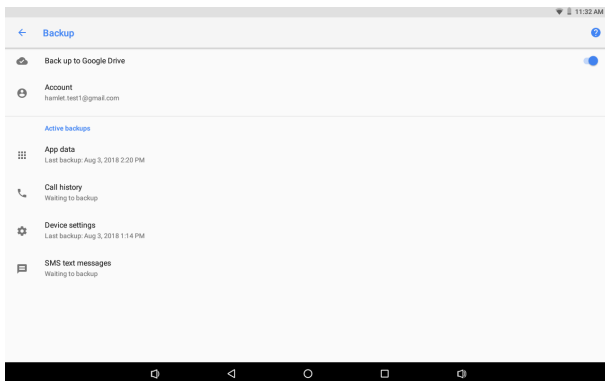 11:32 AM
Backup
Back up to Google Drive
Account
hamlet.test1@gmail.com
Active backups
App data
Last backup: Aug 3, 2018 2:20 PM
Call history
Waiting to backup
Device settings
Last backup: Aug 3, 2018 1:14 PM
SMS text messages
Waiting to backup